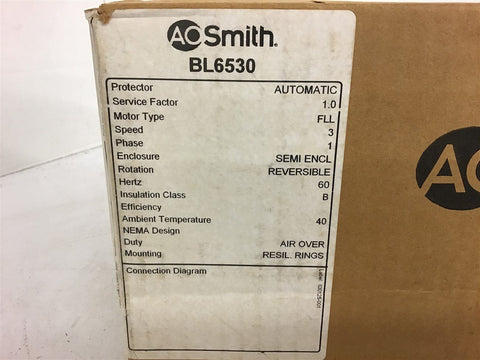 AO Smith.
BL6530
Protector AUTOMATIC
Service Factor 1.0
Motor Type FLL
Speed 3
Phase 1
Enclosure SEMI ENCL
Rotation REVERSIBLE
Hertz 60
Insulation Class B
Efficiency
Ambient Temperature 40
NEMA Design
Duty AIR OVER
Mounting RESIL. RINGS
Connection Diagram
AO